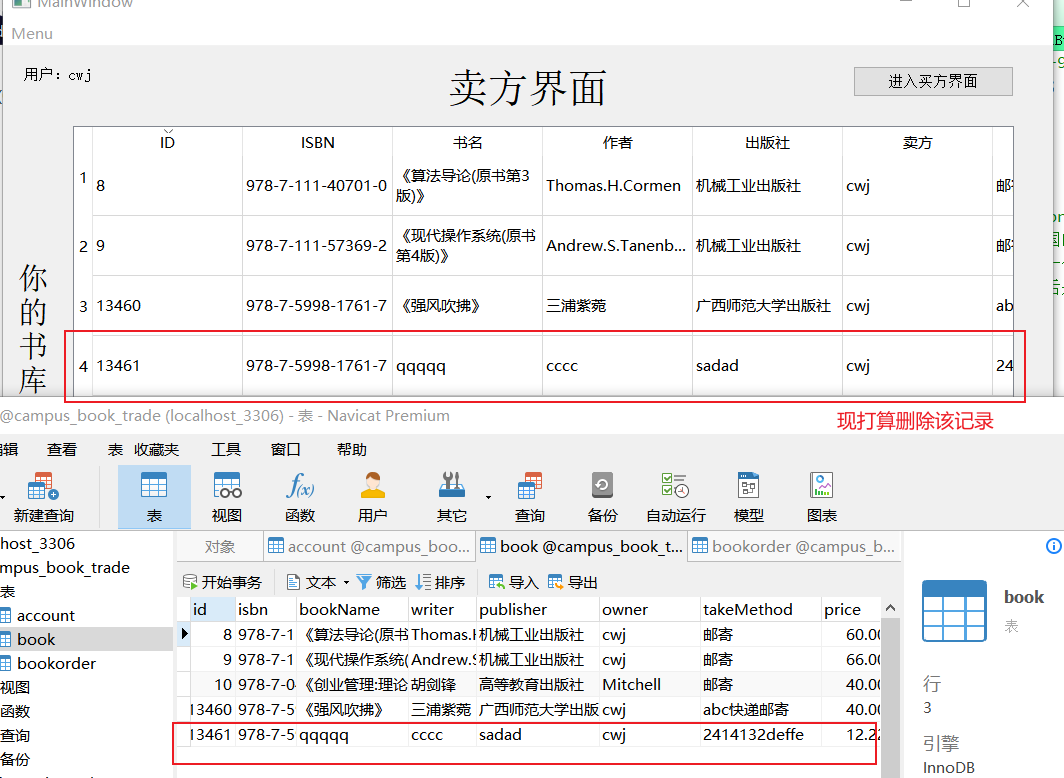 MainWindow
Menu
用户：cwj
卖方界面
进入买方界面
你的书库
ID ISBN 书名 作者 出版社 卖方
1 8 978-7-111-40701-0 《算法导论(原书第3版)》 Thomas.H.Cormen 机械工业出版社 cwj 邮
2 9 978-7-111-57369-2 《现代操作系统(原书第4版)》 Andrew.S.Tanenb... 机械工业出版社 cwj 邮
3 13460 978-7-5998-1761-7 《强风吹拂》 三浦紫菀 广西师范大学出版社 cwj ab
4 13461 978-7-5998-1761-7 qqqqq cccc sadad cwj 24
@campus_book_trade (localhost_3306) - 表 - Navicat Premium
现打算删除该记录
编辑 查看 表 收藏夹 工具 窗口 帮助
新建查询 表 视图 函数 用户 其它 查询 备份 自动运行 模型 图表
host_3306
mpus_book_trade
表
account
book
bookorder
视图
函数
查询
备份
对象 account @campus_boo... book @campus_book_t... bookorder @campus_b...
开始事务 文本 筛选 排序 导入 导出
id isbn bookName writer publisher owner takeMethod price
8 978-7-1 《算法导论(原书 Thomas.H 机械工业出版社 cwj 邮寄 60.00
9 978-7-1 《现代操作系统( Andrew.S 机械工业出版社 cwj 邮寄 66.00
10 978-7-0 《创业管理:理论 胡剑锋 高等教育出版社 Mitchell 邮寄 40.00
13460 978-7-5 《强风吹拂》 三浦紫菀 广西师范大学出版 cwj abc快递邮寄 40.00
13461 978-7-5 qqqqq cccc sadad cwj 2414132deffe 12.22
book
表
行
3
引擎
InnoDB